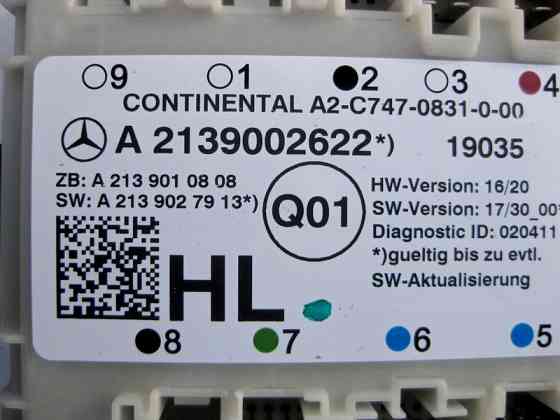 9 1 2 3 4
CONTINENTAL A2-C747-0831-0-00
A 2139002622*) 19035
ZB: A 213 901 08 08
SW: A 213 902 79 13*)
Q01
HW-Version: 16/20
SW-Version: 17/30_00*
Diagnostic ID: 020411
*)gueltig bis zu evtl.
SW-Aktualisierung
HL
8 7 6 5